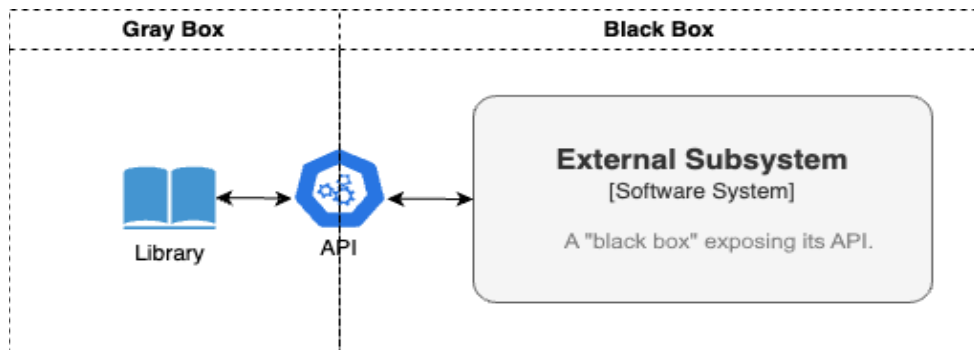 Gray Box
Black Box
External Subsystem
[Software System]
A "black box" exposing its API.
Library
API